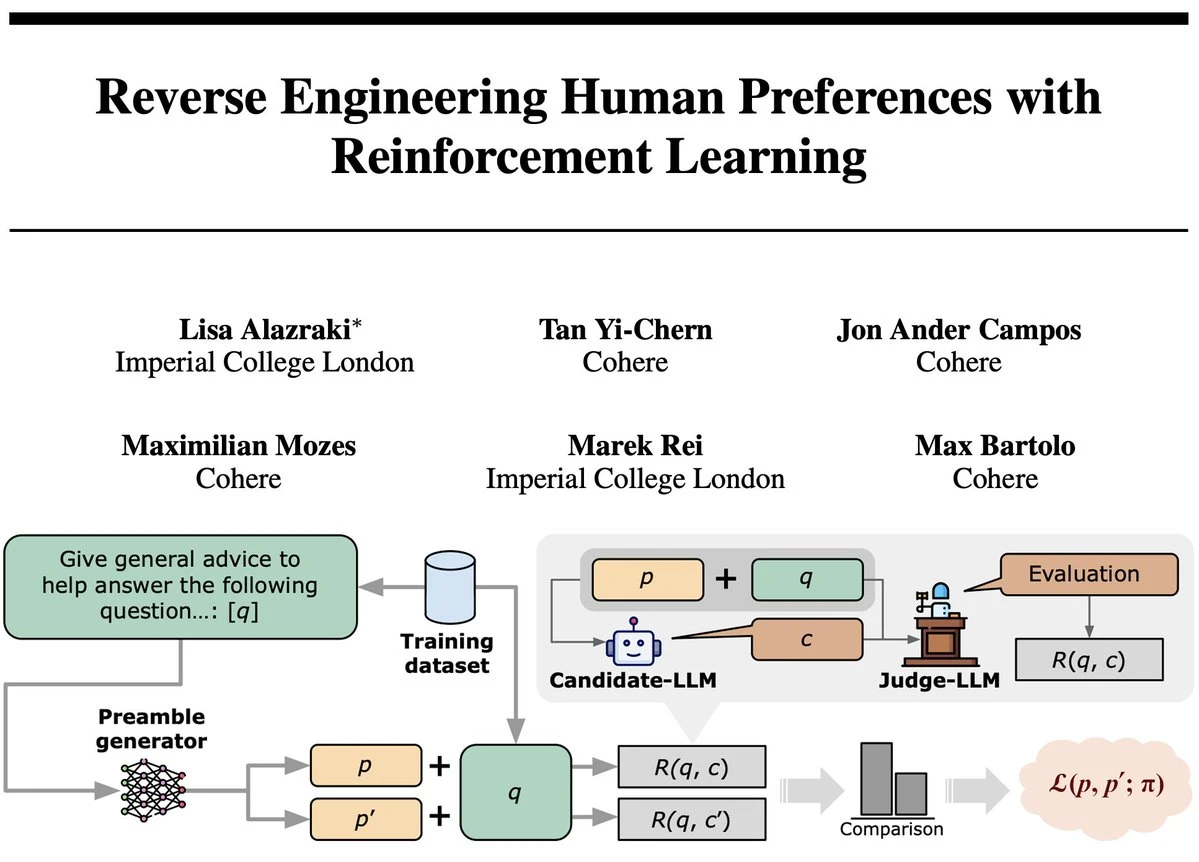 Reverse Engineering Human Preferences with
Reinforcement Learning
Lisa Alazraki*
Imperial College London
Tan Yi-Chern
Cohere
Jon Ander Campos
Cohere
Maximilian Mozes
Cohere
Marek Rei
Imperial College London
Max Bartolo
Cohere
Give general advice to
help answer the following
question...: [q]
Training
dataset
p
+
q
Evaluation
c
R(q, c)
Candidate-LLM
Judge-LLM
Preamble
generator
p
+
p′
+
q
R(q, c)
R(q, c′)
Comparison
ℒ(p, p′; π)